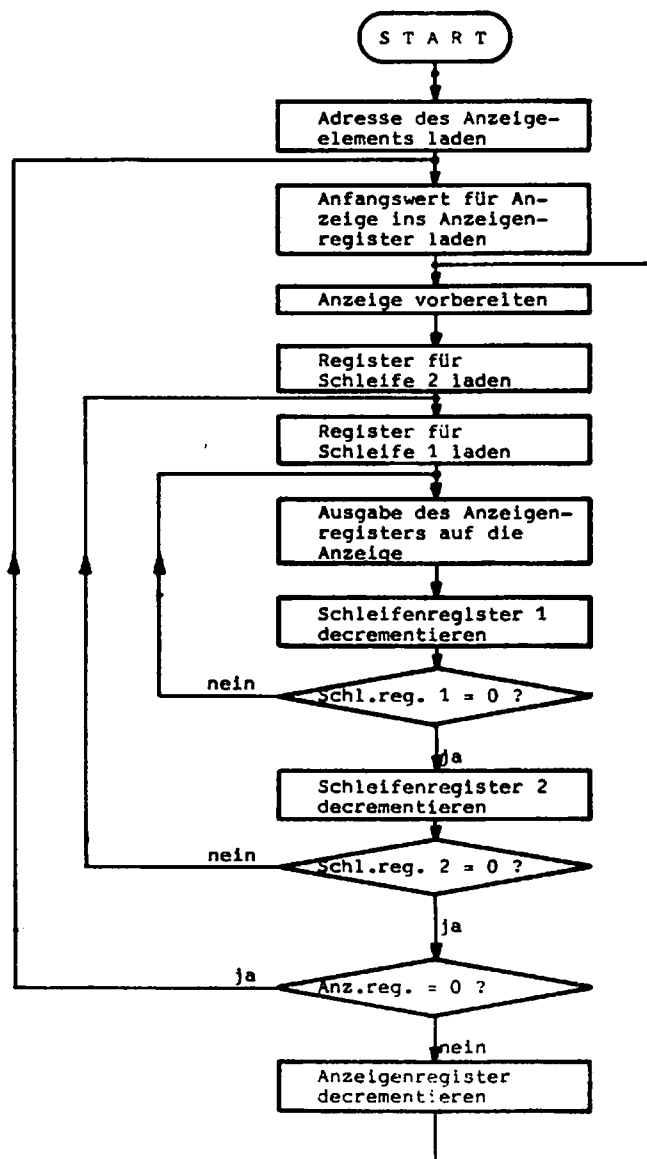 S T A R T
Adresse des Anzeige-
elements laden
Anfangswert für An-
zeige ins Anzeigen-
register laden
Anzeige vorbereiten
Register für
Schleife 2 laden
Register für
Schleife 1 laden
Ausgabe des Anzeigen-
registers auf die
Anzeige
Schleifenregister 1
decrementieren
nein
Schl.reg. 1 = 0 ?
ja
Schleifenregister 2
decrementieren
nein
Schl.reg. 2 = 0 ?
ja
ja
Anz.reg. = 0 ?
nein
Anzeigenregister
decrementieren